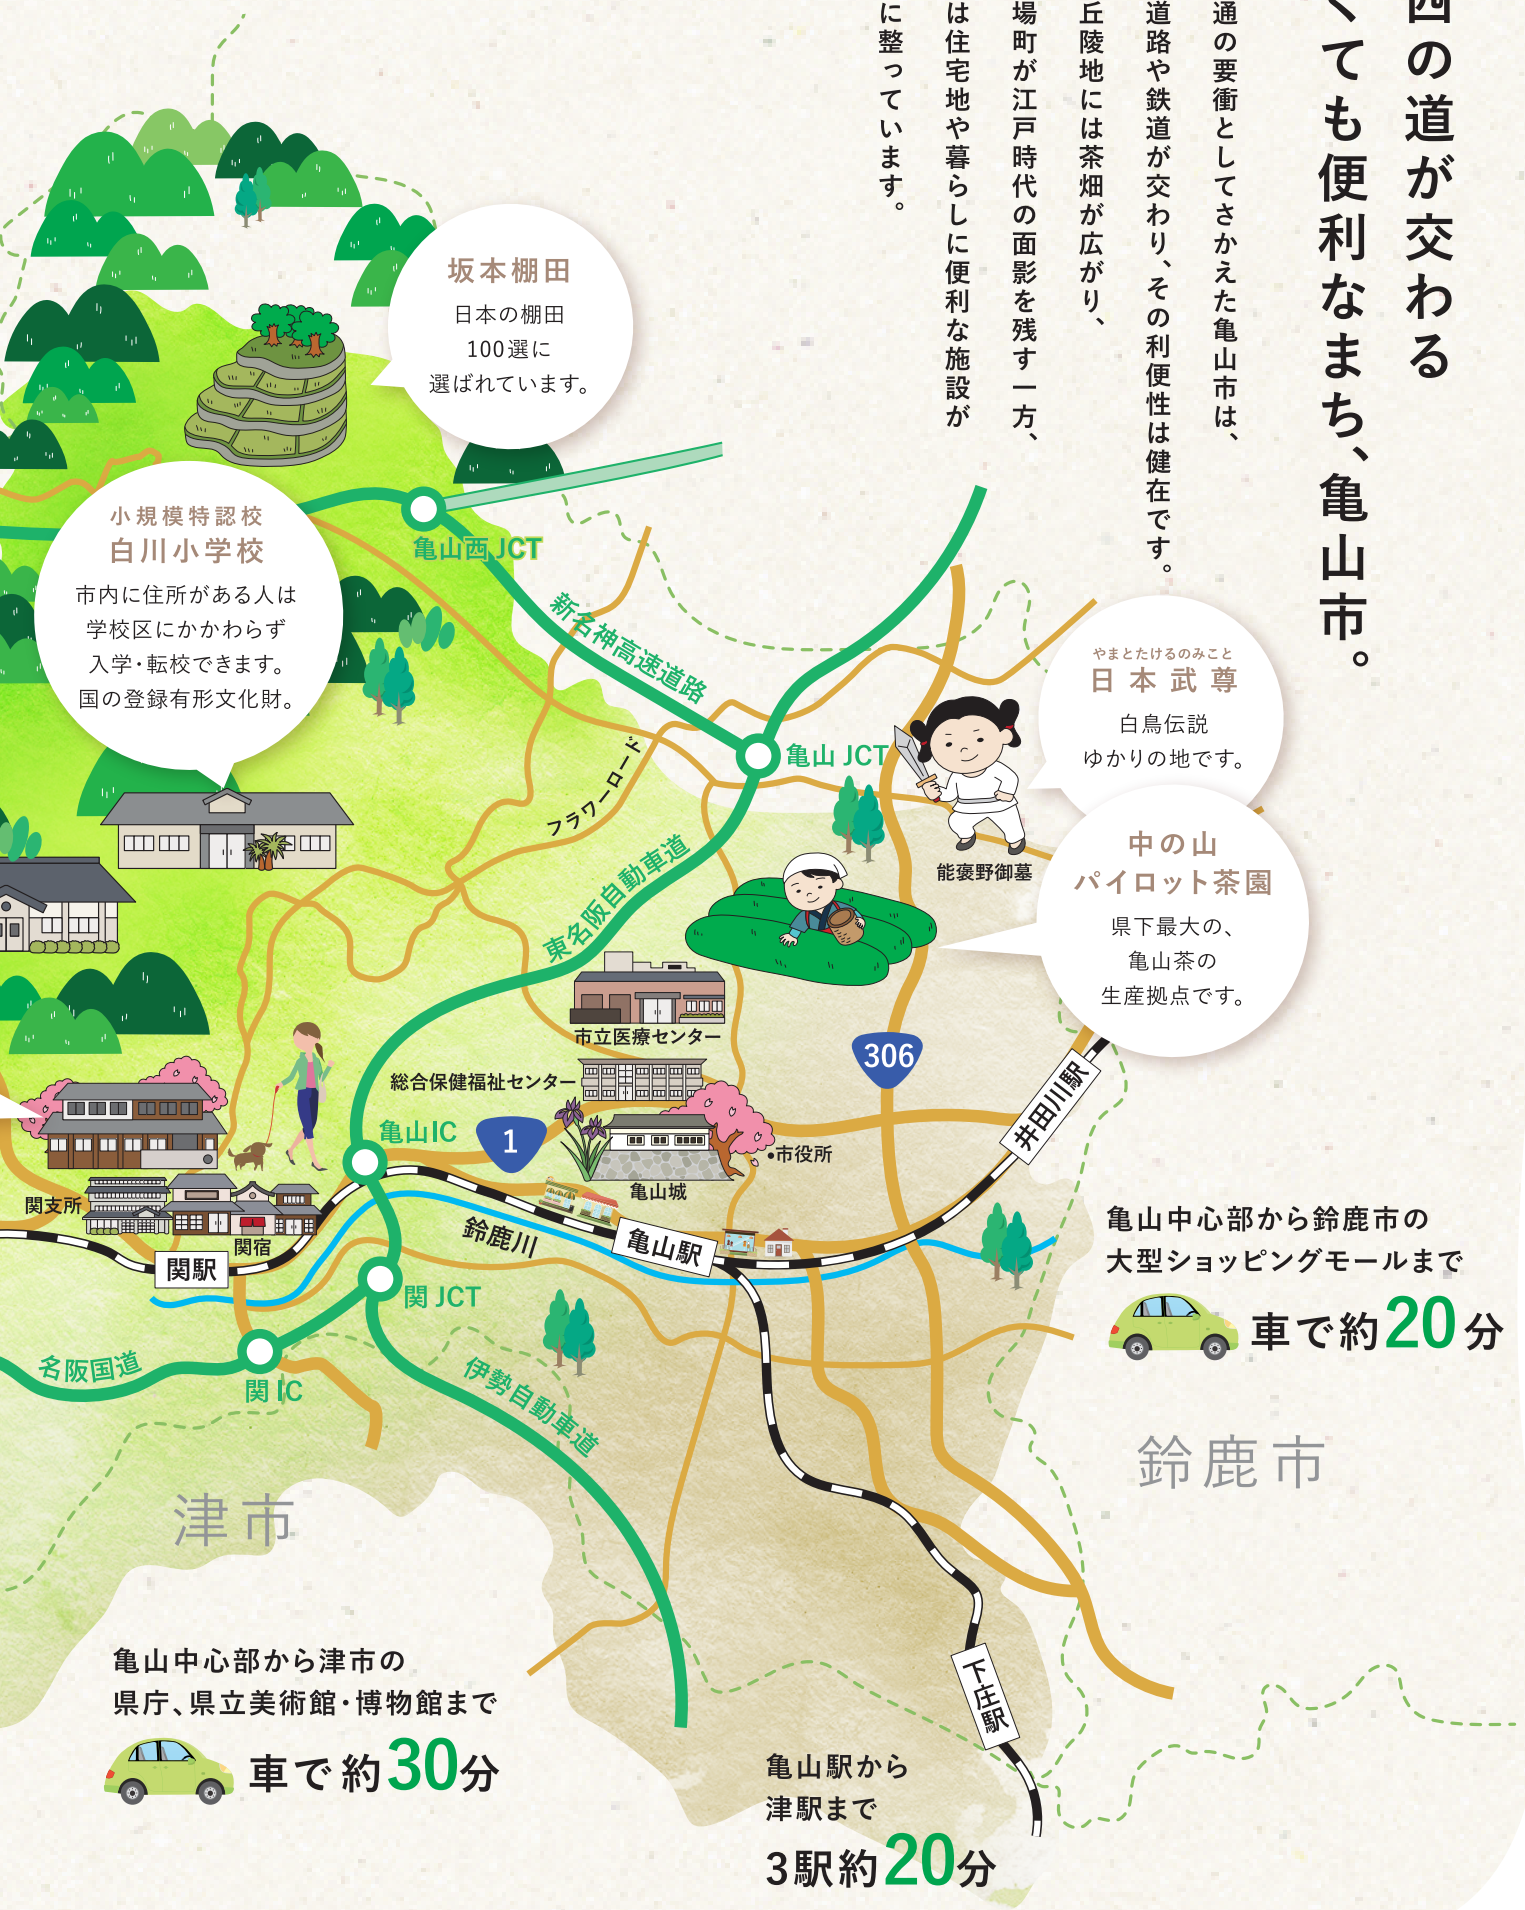 の道が交わる
くても便利なまち、亀山市。
通の要衝としてさかえた亀山市は、
道路や鉄道が交わり、その利便性は健在です。
丘陵地には茶畑が広がり、
場町が江戸時代の面影を残す一方、
は住宅地や暮らしに便利な施設が
に整っています。
坂本棚田
日本の棚田
100選に
選ばれています。
小規模特認校
白川小学校
市内に住所がある人は
学校区にかかわらず
入学・転校できます。
国の登録有形文化財。
亀山西JCT
新名神高速道路
亀山JCT
フラワーロード
東名阪自動車道
やまとたけるのみこと
日本武尊
白鳥伝説
ゆかりの地です。
能褒野御墓
中の山
パイロット茶園
県下最大の、
亀山茶の
生産拠点です。
市立医療センター
総合保健福祉センター
306
井田川駅
亀山IC
1
・市役所
亀山城
関支所
関宿
関駅
鈴鹿川
亀山駅
関JCT
名阪国道
関IC
伊勢自動車道
亀山中心部から鈴鹿市の
大型ショッピングモールまで
車で約20分
鈴鹿市
津市
亀山中心部から津市の
県庁、県立美術館・博物館まで
車で約30分
下庄駅
亀山駅から
津駅まで
3駅約20分